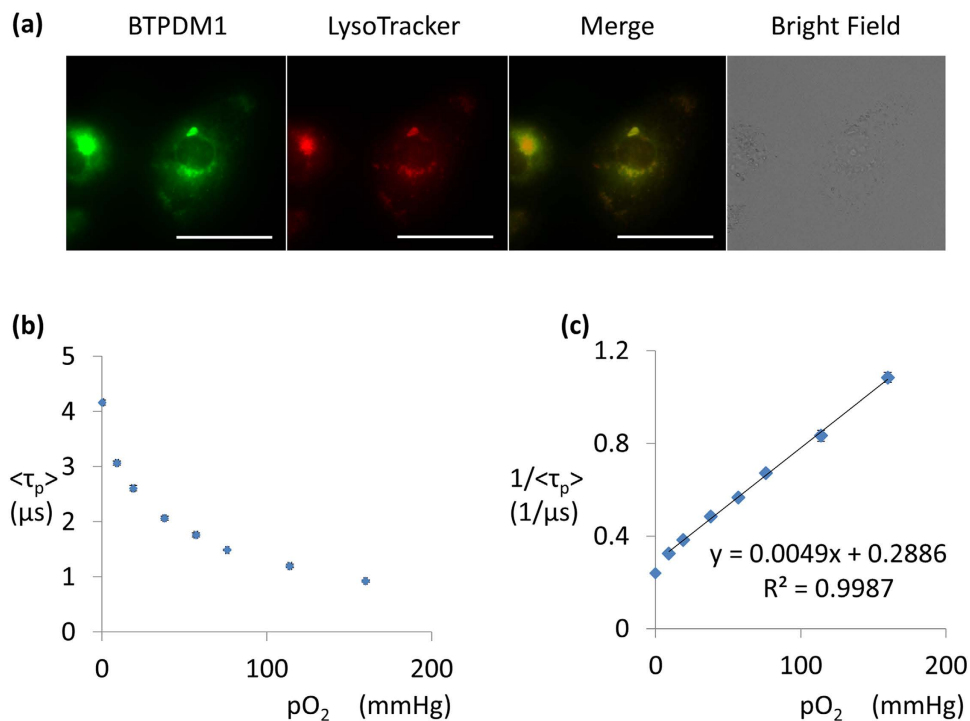 (a)
BTPDM1 LysoTracker Merge Bright Field
(b)
5
4
3
2
1
0
<τp>
(μs)
0 100 200
pO2 (mmHg)
(c)
1.2
0.8
0.4
0
1/<τp>
(1/μs)
y = 0.0049x + 0.2886
R² = 0.9987
0 100 200
pO2 (mmHg)